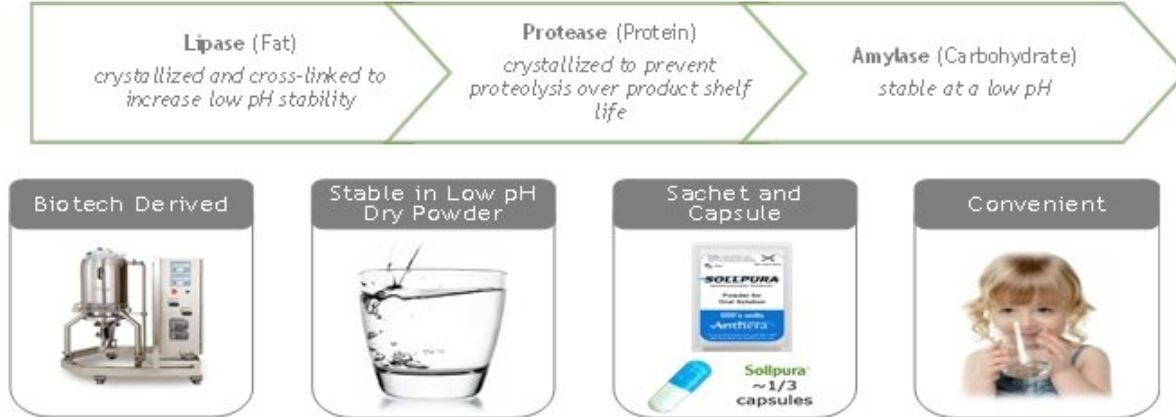 Lipase (Fat)
crystallized and cross-linked to
increase low pH stability
Protease (Protein)
crystallized to prevent
proteolysis over product shelf
life
Amylase (Carbohydrate)
stable at a low pH
Biotech Derived
Stable in Low pH
Dry Powder
Sachet and
Capsule
Convenient
SOLLPURA
Powder for
Oral Solution
units
Anthera
Sollpura
~1/3
capsules